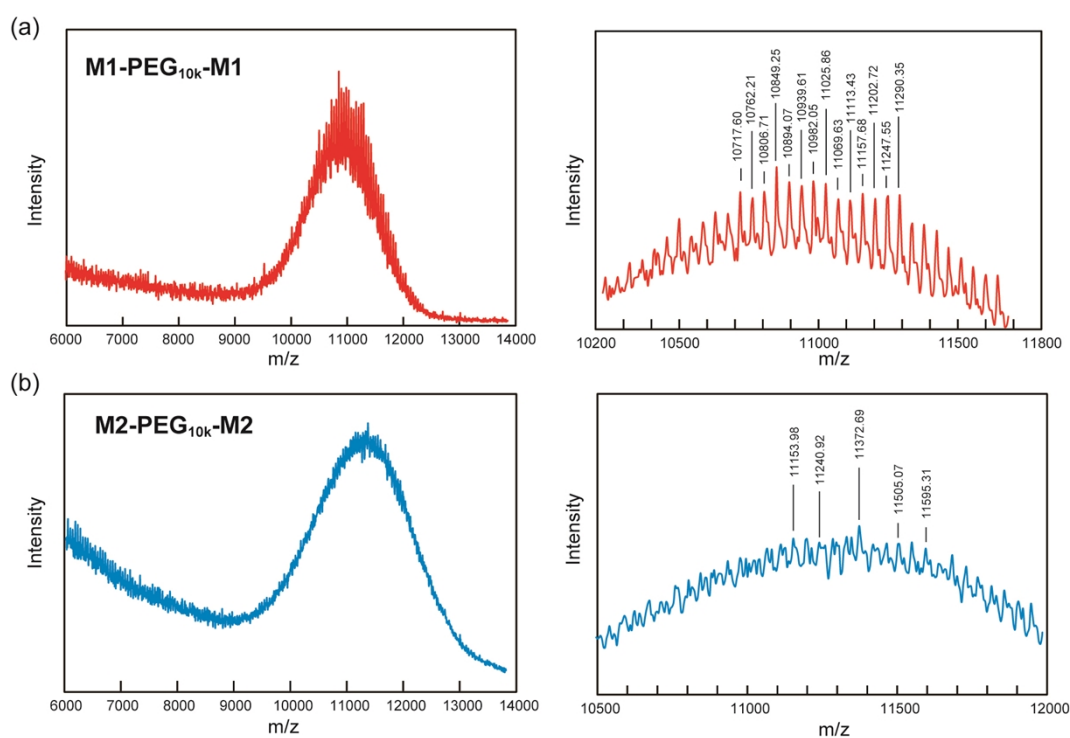 (a)
M1-PEG10k-M1
Intensity
6000 7000 8000 9000 10000 11000 12000 13000 14000
m/z
10717.60
10762.21
10806.71
10849.25
10894.07
10939.61
10982.05
11025.86
11069.63
11113.43
11157.68
11202.72
11247.55
11290.35
Intensity
10200 10500 11000 11500 11800
m/z
(b)
M2-PEG10k-M2
Intensity
6000 7000 8000 9000 10000 11000 12000 13000 14000
m/z
11153.98
11240.92
11372.69
11505.07
11595.31
Intensity
10500 11000 11500 12000
m/z